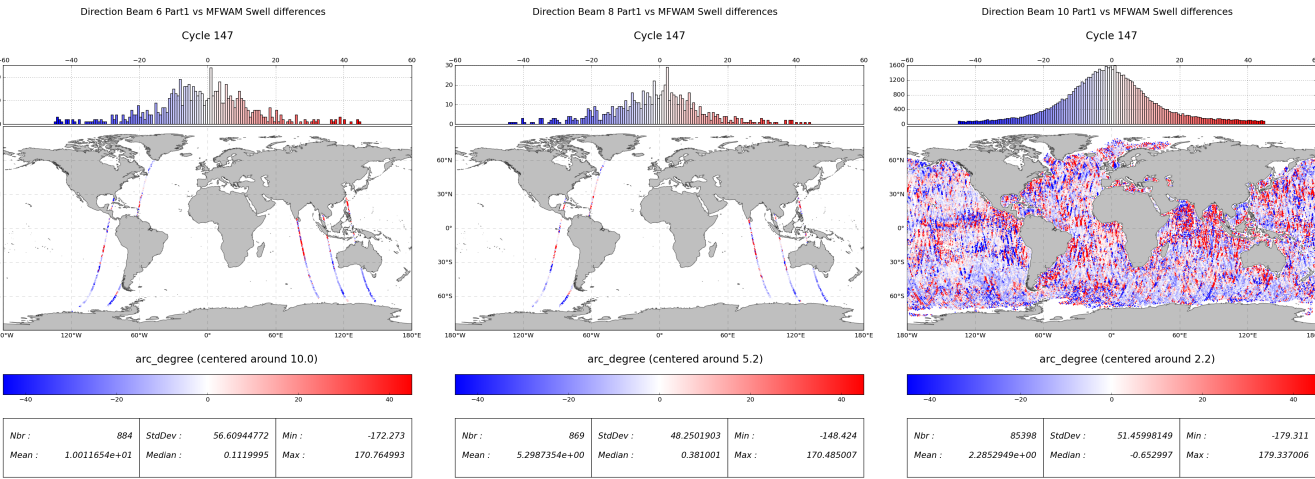 Direction Beam 6 Part1 vs MFWAM Swell differences
Cycle 147
−60 −40 −20 0 20 40 60
60°N
30°N
0°
30°S
60°S
0°W 120°W 60°W 0° 60°E 120°E 180°E
arc_degree (centered around 10.0)
−40 −20 0 20 40
Nbr : 884 StdDev : 56.60944772 Min : -172.273
Mean : 1.0011654e+01 Median : 0.1119995 Max : 170.764993
Direction Beam 8 Part1 vs MFWAM Swell differences
Cycle 147
−60 −40 −20 0 20 40 60
30
20
10
0
60°N
30°N
0°
30°S
60°S
180°W 120°W 60°W 0° 60°E 120°E 180°E
arc_degree (centered around 5.2)
−40 −20 0 20 40
Nbr : 869 StdDev : 48.2501903 Min : -148.424
Mean : 5.2987354e+00 Median : 0.381001 Max : 170.485007
Direction Beam 10 Part1 vs MFWAM Swell differences
Cycle 147
−60 −40 −20 0 20 40 60
1600
1200
800
400
0
60°N
30°N
0°
30°S
60°S
180°W 120°W 60°W 0° 60°E 120°E 180°
arc_degree (centered around 2.2)
−40 −20 0 20 40
Nbr : 85398 StdDev : 51.45998149 Min : -179.311
Mean : 2.2852949e+00 Median : -0.652997 Max : 179.337006